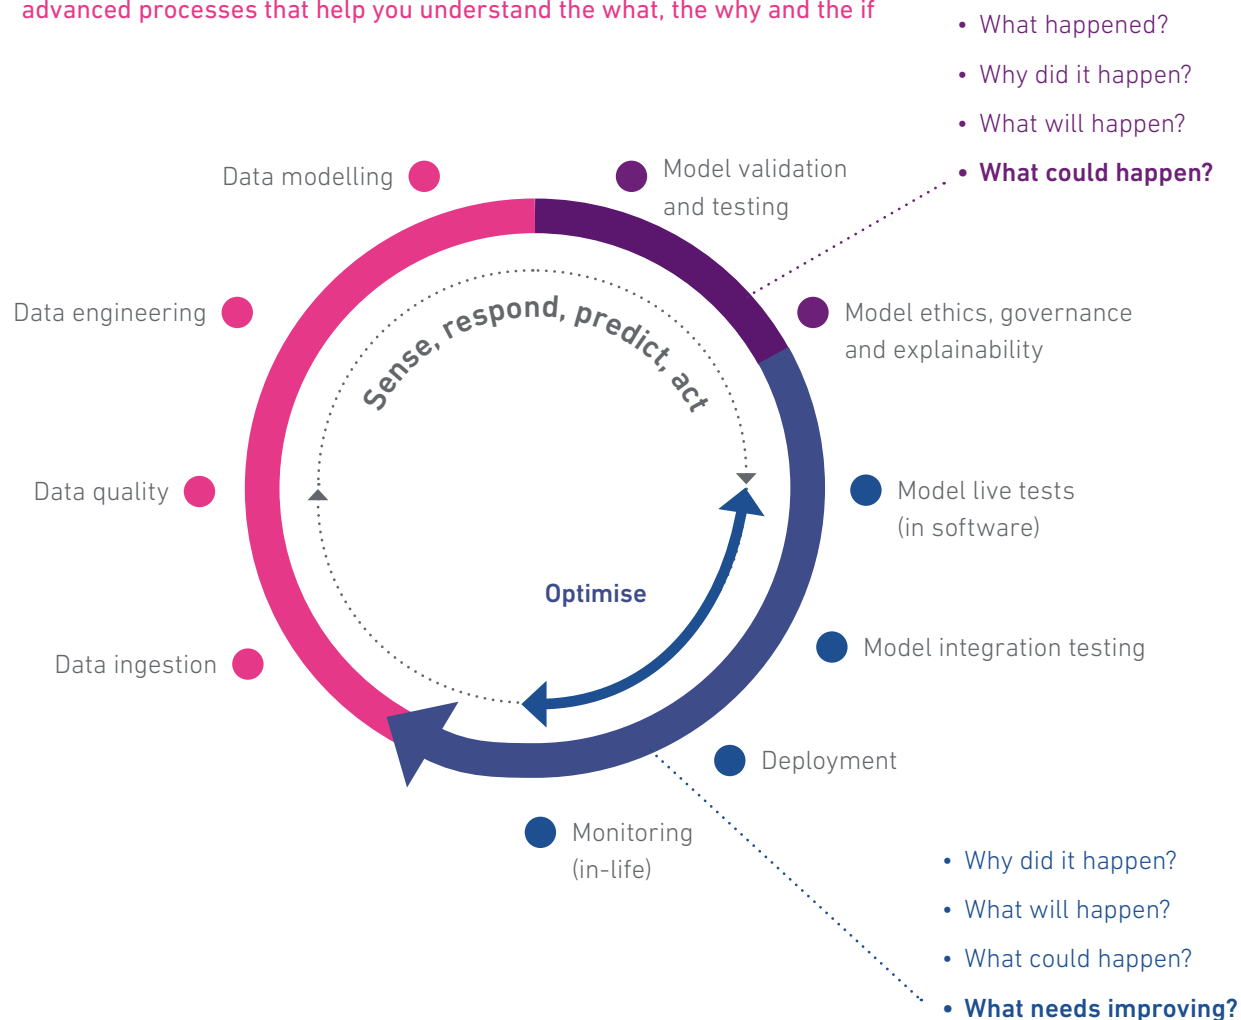 advanced processes that help you understand the what, the why and the if
• What happened?
• Why did it happen?
• What will happen?
• What could happen?
Data modelling
Model validation
and testing
Data engineering
Sense, respond, predict, act
Model ethics, governance
and explainability
Data quality
Model live tests
(in software)
Optimise
Data ingestion
Model integration testing
Deployment
Monitoring
(in-life)
• Why did it happen?
• What will happen?
• What could happen?
• What needs improving?